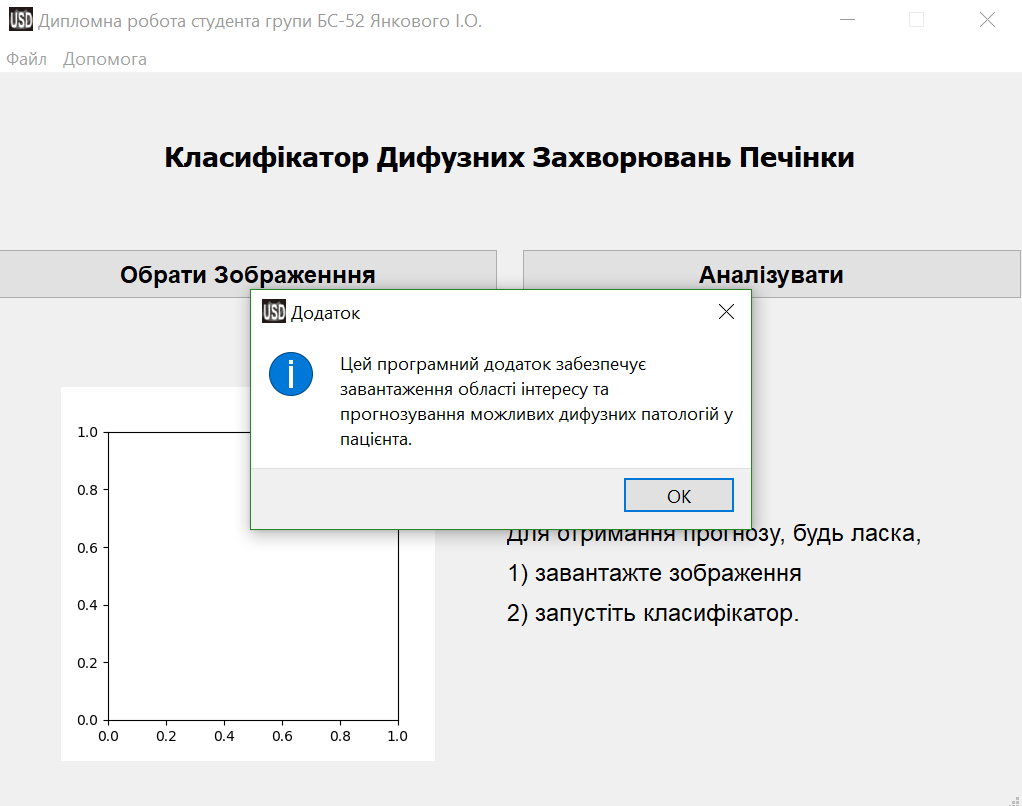 USD Дипломна робота студента групи БС-52 Янкового І.О.
Файл Допомога
Класифікатор Дифузних Захворювань Печінки
Обрати Зображенння
Аналізувати
USD Додаток
Цей програмний додаток забезпечує
завантаження області інтересу та
прогнозування можливих дифузних патологій у
пацієнта.
OK
Для отримання прогнозу, будь ласка,
1) завантажте зображення
2) запустіть класифікатор.
1.0
0.8
0.6
0.4
0.2
0.0
0.0 0.2 0.4 0.6 0.8 1.0